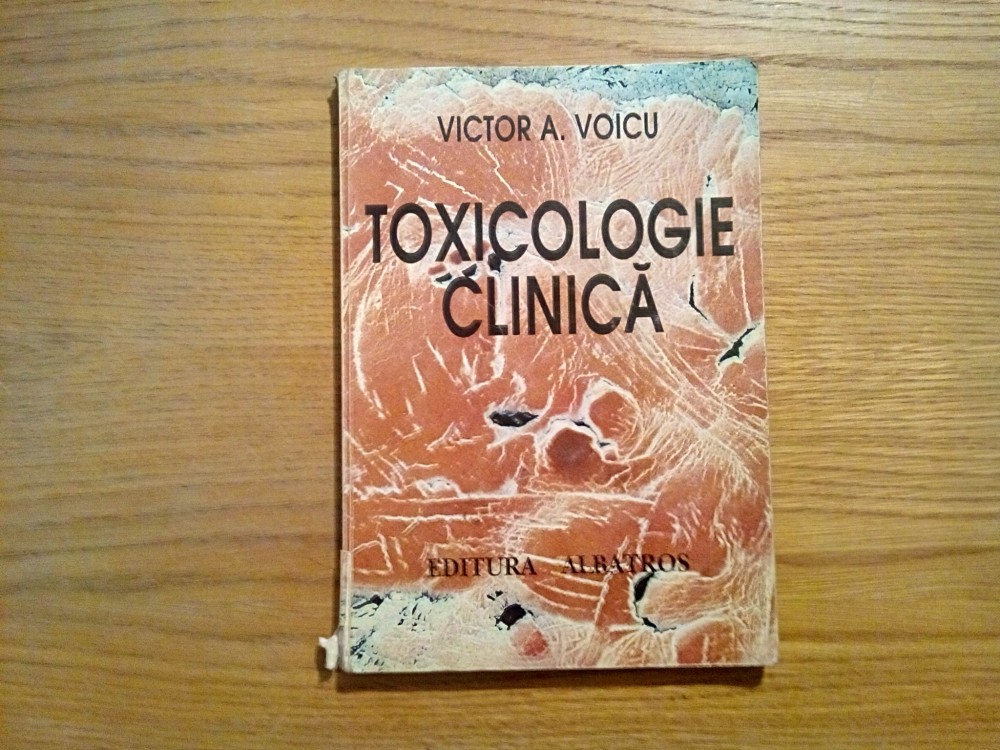 VICTOR A. VOICU
TOXICOLOGIE
CLINICĂ
EDITURA ALBATROS